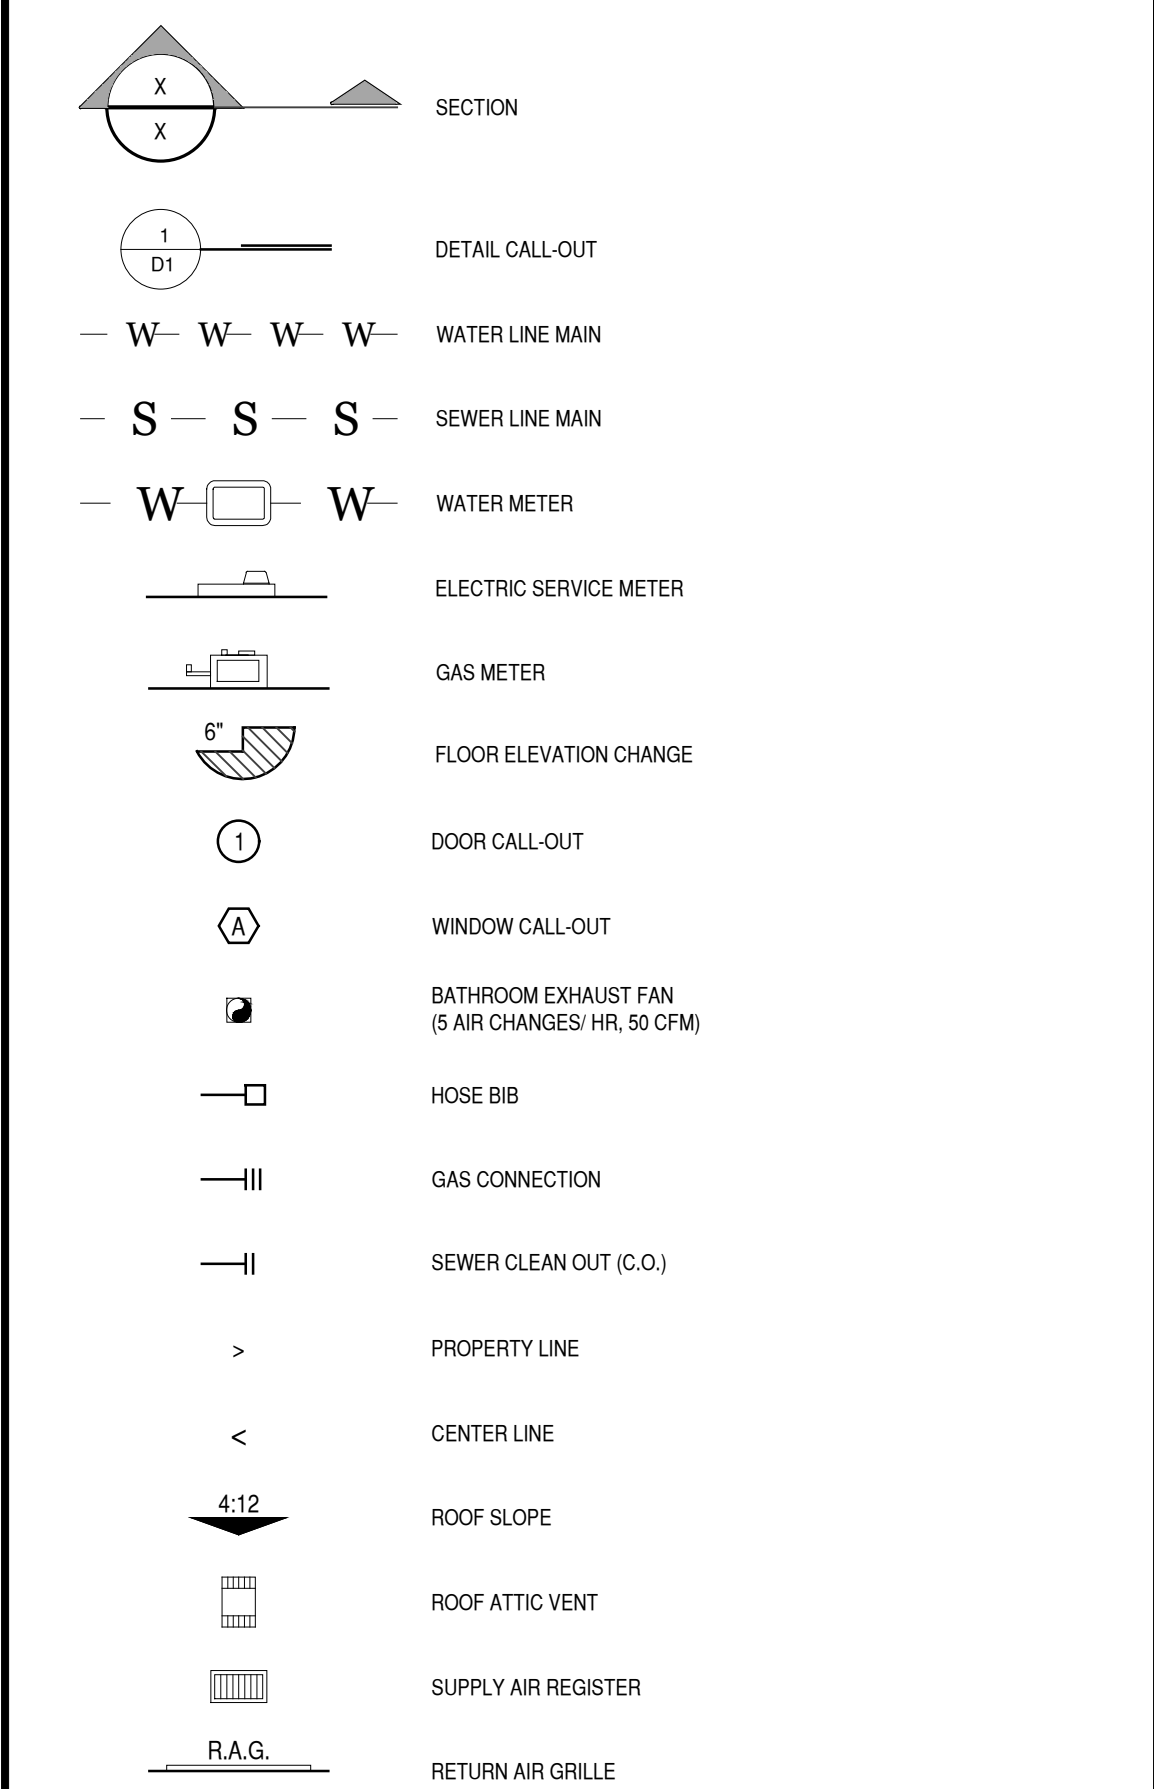 X
X
SECTION
1
D1
DETAIL CALL-OUT
W W W W WATER LINE MAIN
S S S SEWER LINE MAIN
W W WATER METER
ELECTRIC SERVICE METER
GAS METER
6"
FLOOR ELEVATION CHANGE
1 DOOR CALL-OUT
A WINDOW CALL-OUT
BATHROOM EXHAUST FAN
(5 AIR CHANGES/ HR, 50 CFM)
HOSE BIB
GAS CONNECTION
SEWER CLEAN OUT (C.O.)
> PROPERTY LINE
< CENTER LINE
4:12
ROOF SLOPE
ROOF ATTIC VENT
SUPPLY AIR REGISTER
R.A.G.
RETURN AIR GRILLE